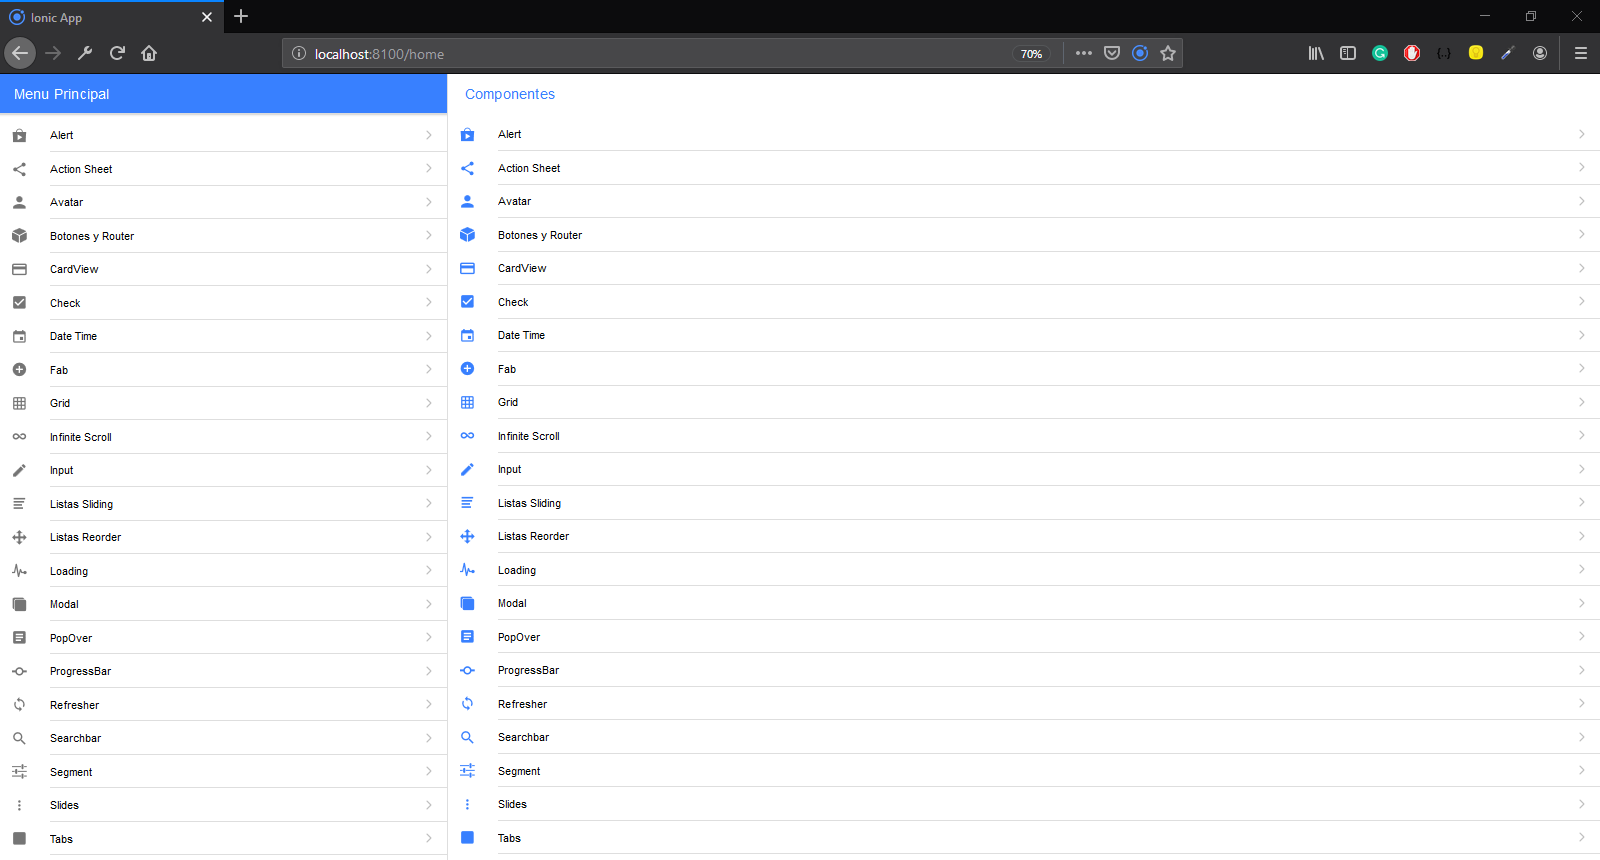 Ionic App
localhost:8100/home
70%
Menu Principal
Alert
Action Sheet
Avatar
Botones y Router
CardView
Check
Date Time
Fab
Grid
Infinite Scroll
Input
Listas Sliding
Listas Reorder
Loading
Modal
PopOver
ProgressBar
Refresher
Searchbar
Segment
Slides
Tabs
Componentes
Alert
Action Sheet
Avatar
Botones y Router
CardView
Check
Date Time
Fab
Grid
Infinite Scroll
Input
Listas Sliding
Listas Reorder
Loading
Modal
PopOver
ProgressBar
Refresher
Searchbar
Segment
Slides
Tabs